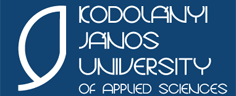 KODOLÁNYI
JÁNOS
UNIVERSITY
OF APPLIED SCIENCES